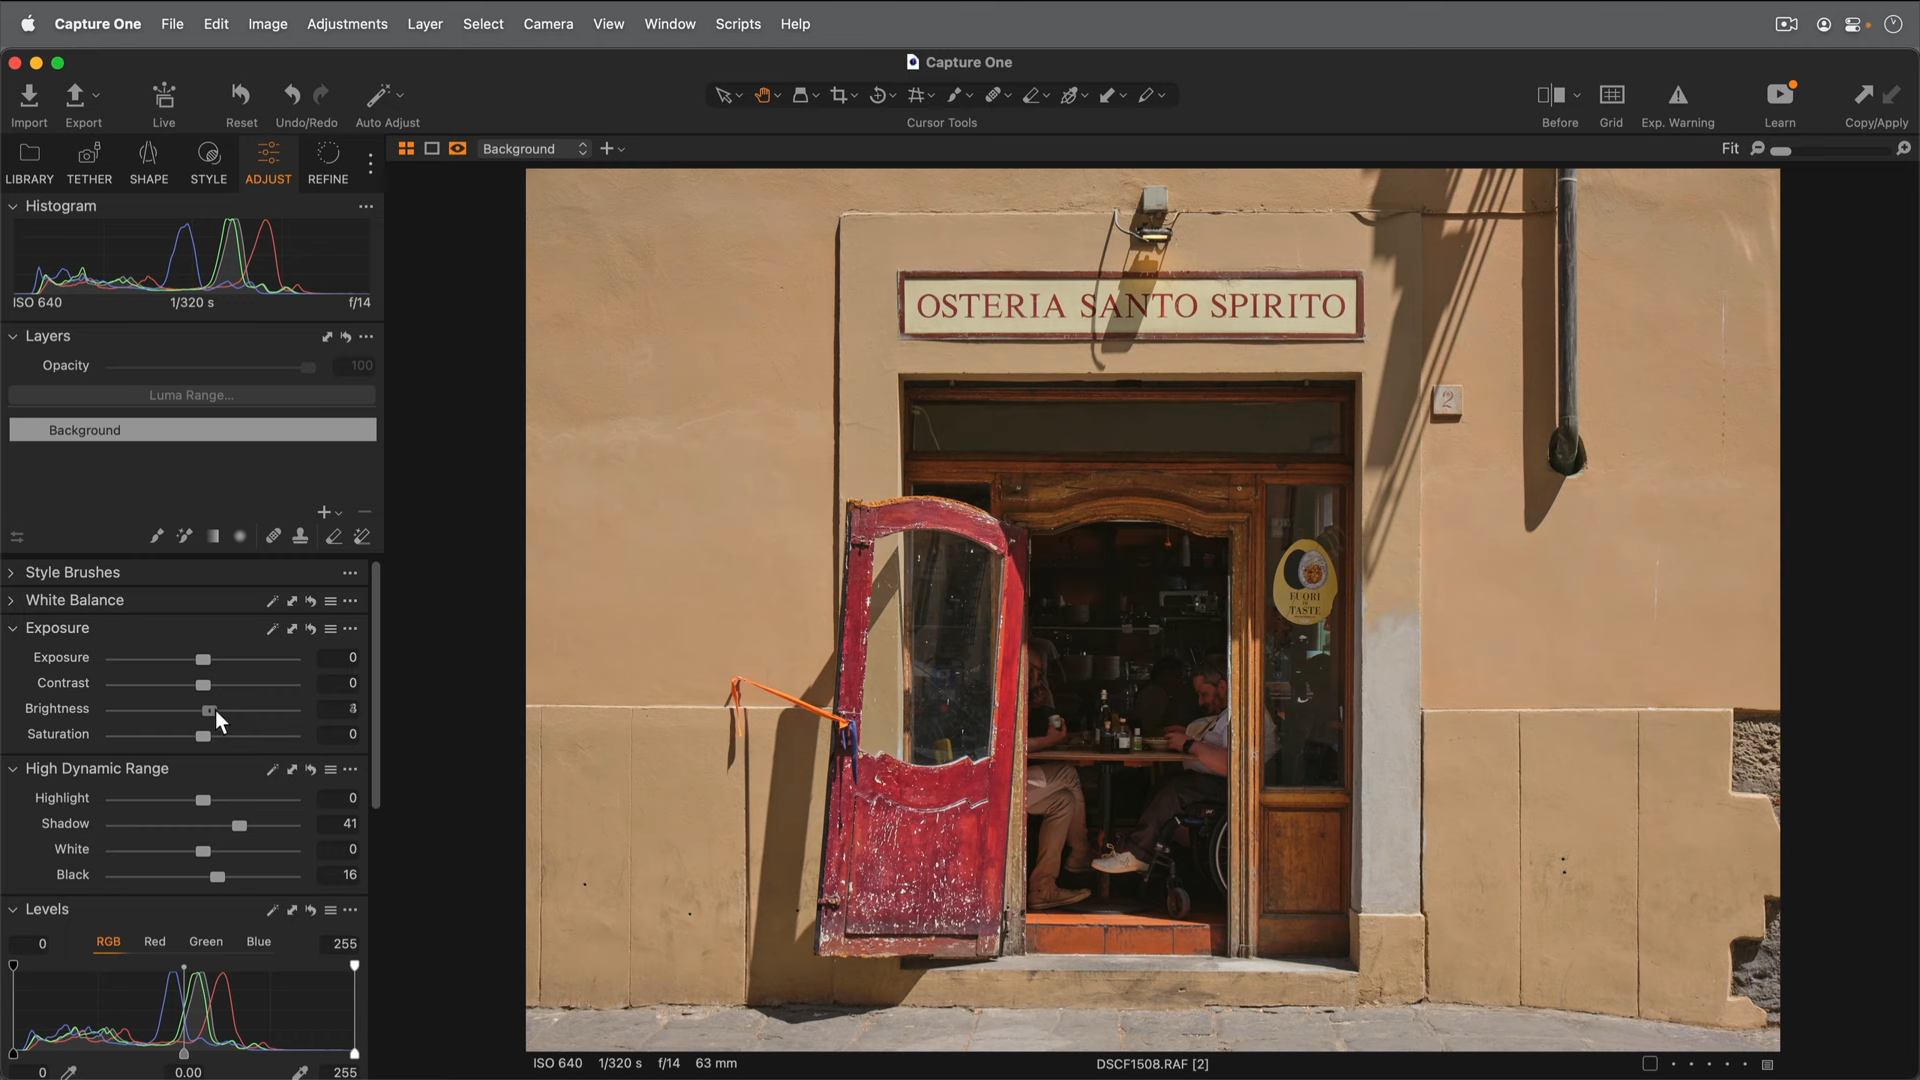 Capture One File Edit Image Adjustments Layer Select Camera View Window Scripts Help
Capture One
Import Export Live Reset Undo/Redo Auto Adjust Cursor Tools Before Grid Exp. Warning Learn Copy/Apply
LIBRARY TETHER SHAPE STYLE ADJUST REFINE
Background
Fit
Histogram
ISO 640 1/320 s f/14
Layers
Opacity 100
Luma Range...
Background
Style Brushes
White Balance
Exposure
Exposure 0
Contrast 0
Brightness
Saturation 0
High Dynamic Range
Highlight 0
Shadow 41
White 0
Black 16
Levels
0 RGB Red Green Blue 255
0 0.00 255
OSTERIA SANTO SPIRITO
2
FUORI
TASTE
ISO 640 1/320 s f/14 63 mm
DSCF1508.RAF [2]